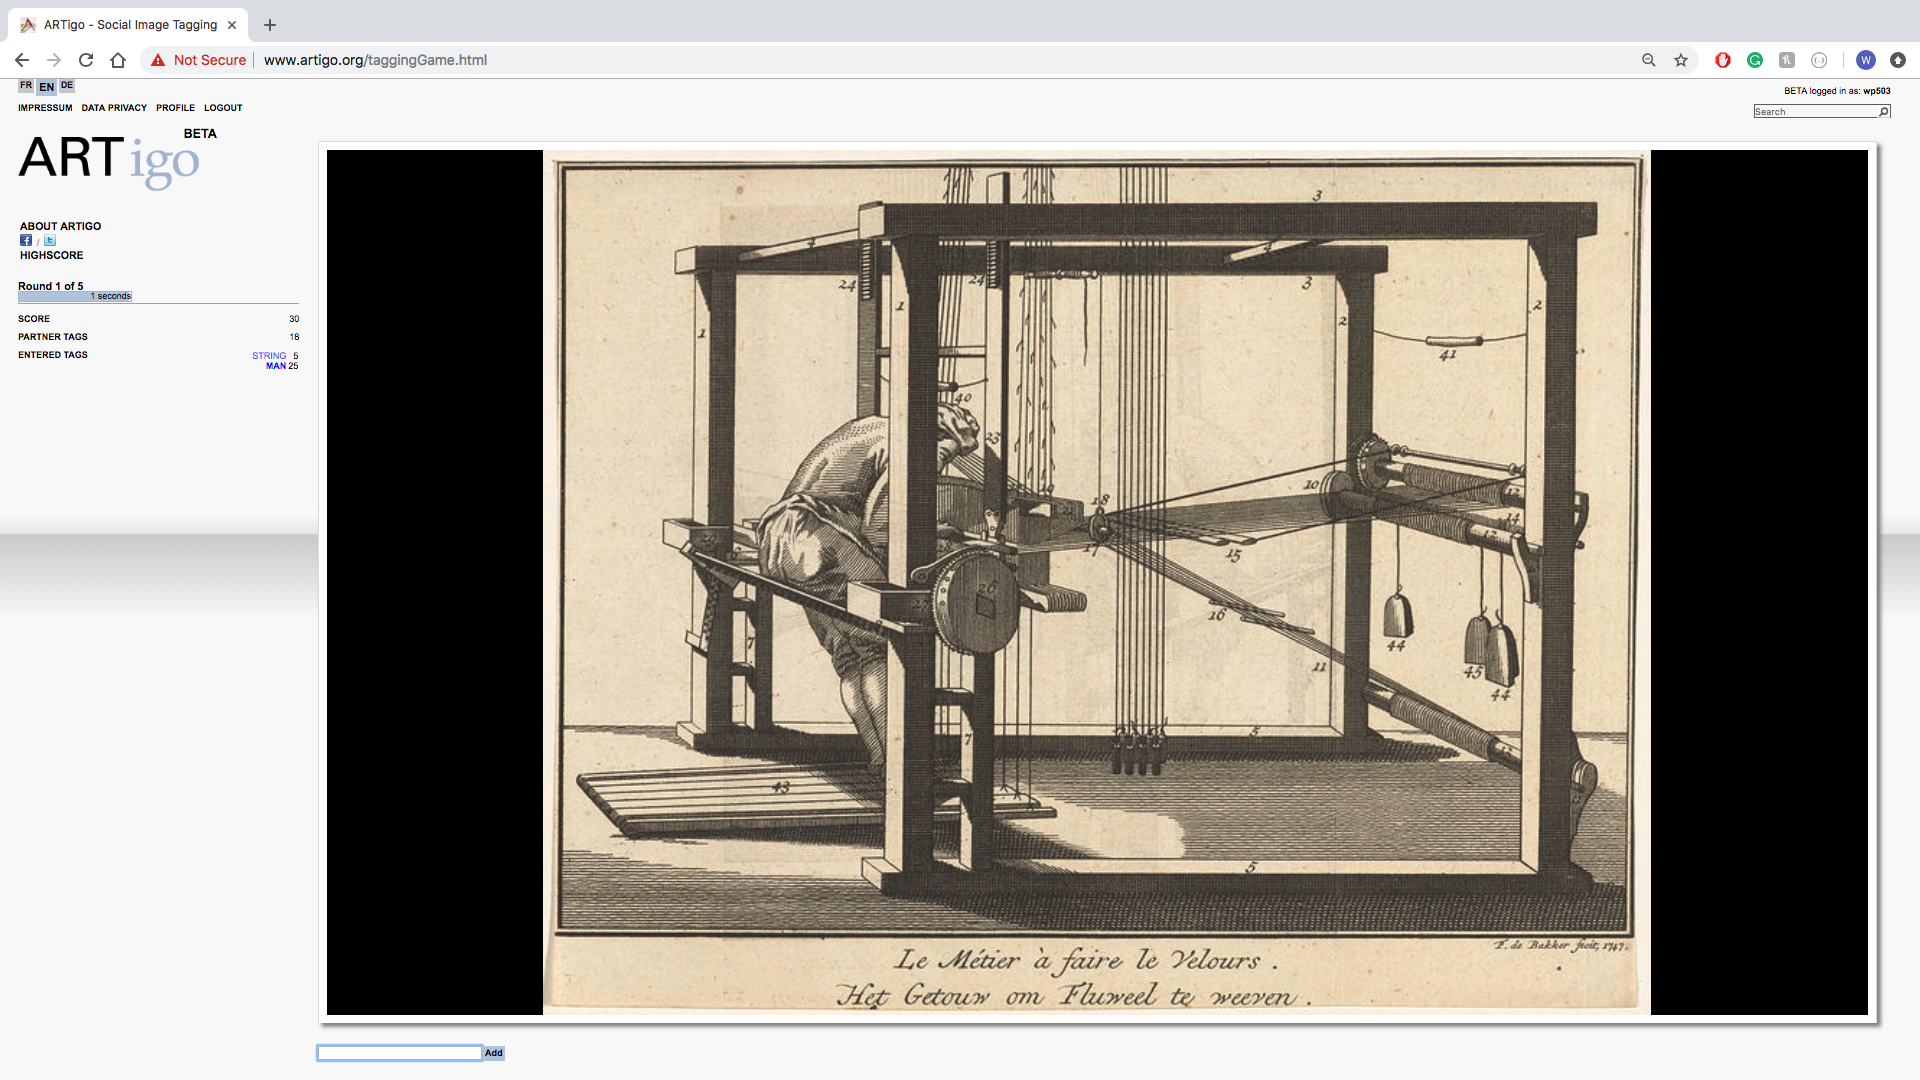 ARTigo - Social Image Tagging
Not Secure
www.artigo.org/taggingGame.html
W
FR EN DE
IMPRESSUM DATA PRIVACY PROFILE LOGOUT
BETA logged in as: wp503
Search
BETA
ARTigo
ABOUT ARTIGO
/
HIGHSCORE
Round 1 of 5
1 seconds
SCORE 30
PARTNER TAGS 18
ENTERED TAGS STRING 5
MAN 25
3
4
4
24
24
3
1
1
2
2
41
40
23
10
18
12
14
17
15
12
26
16
27
7
44
45
44
11
5
7
43
5
F. de Bakker fecit, 1747.
Le Métier à faire le Velours .
Het Getouw om Fluweel te weeven .
Add